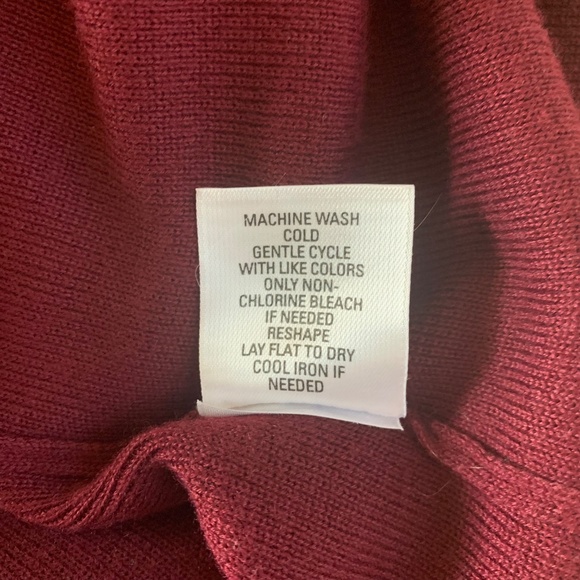 MACHINE WASH
COLD
GENTLE CYCLE
WITH LIKE COLORS
ONLY NON-
CHLORINE BLEACH
IF NEEDED
RESHAPE
LAY FLAT TO DRY
COOL IRON IF
NEEDED